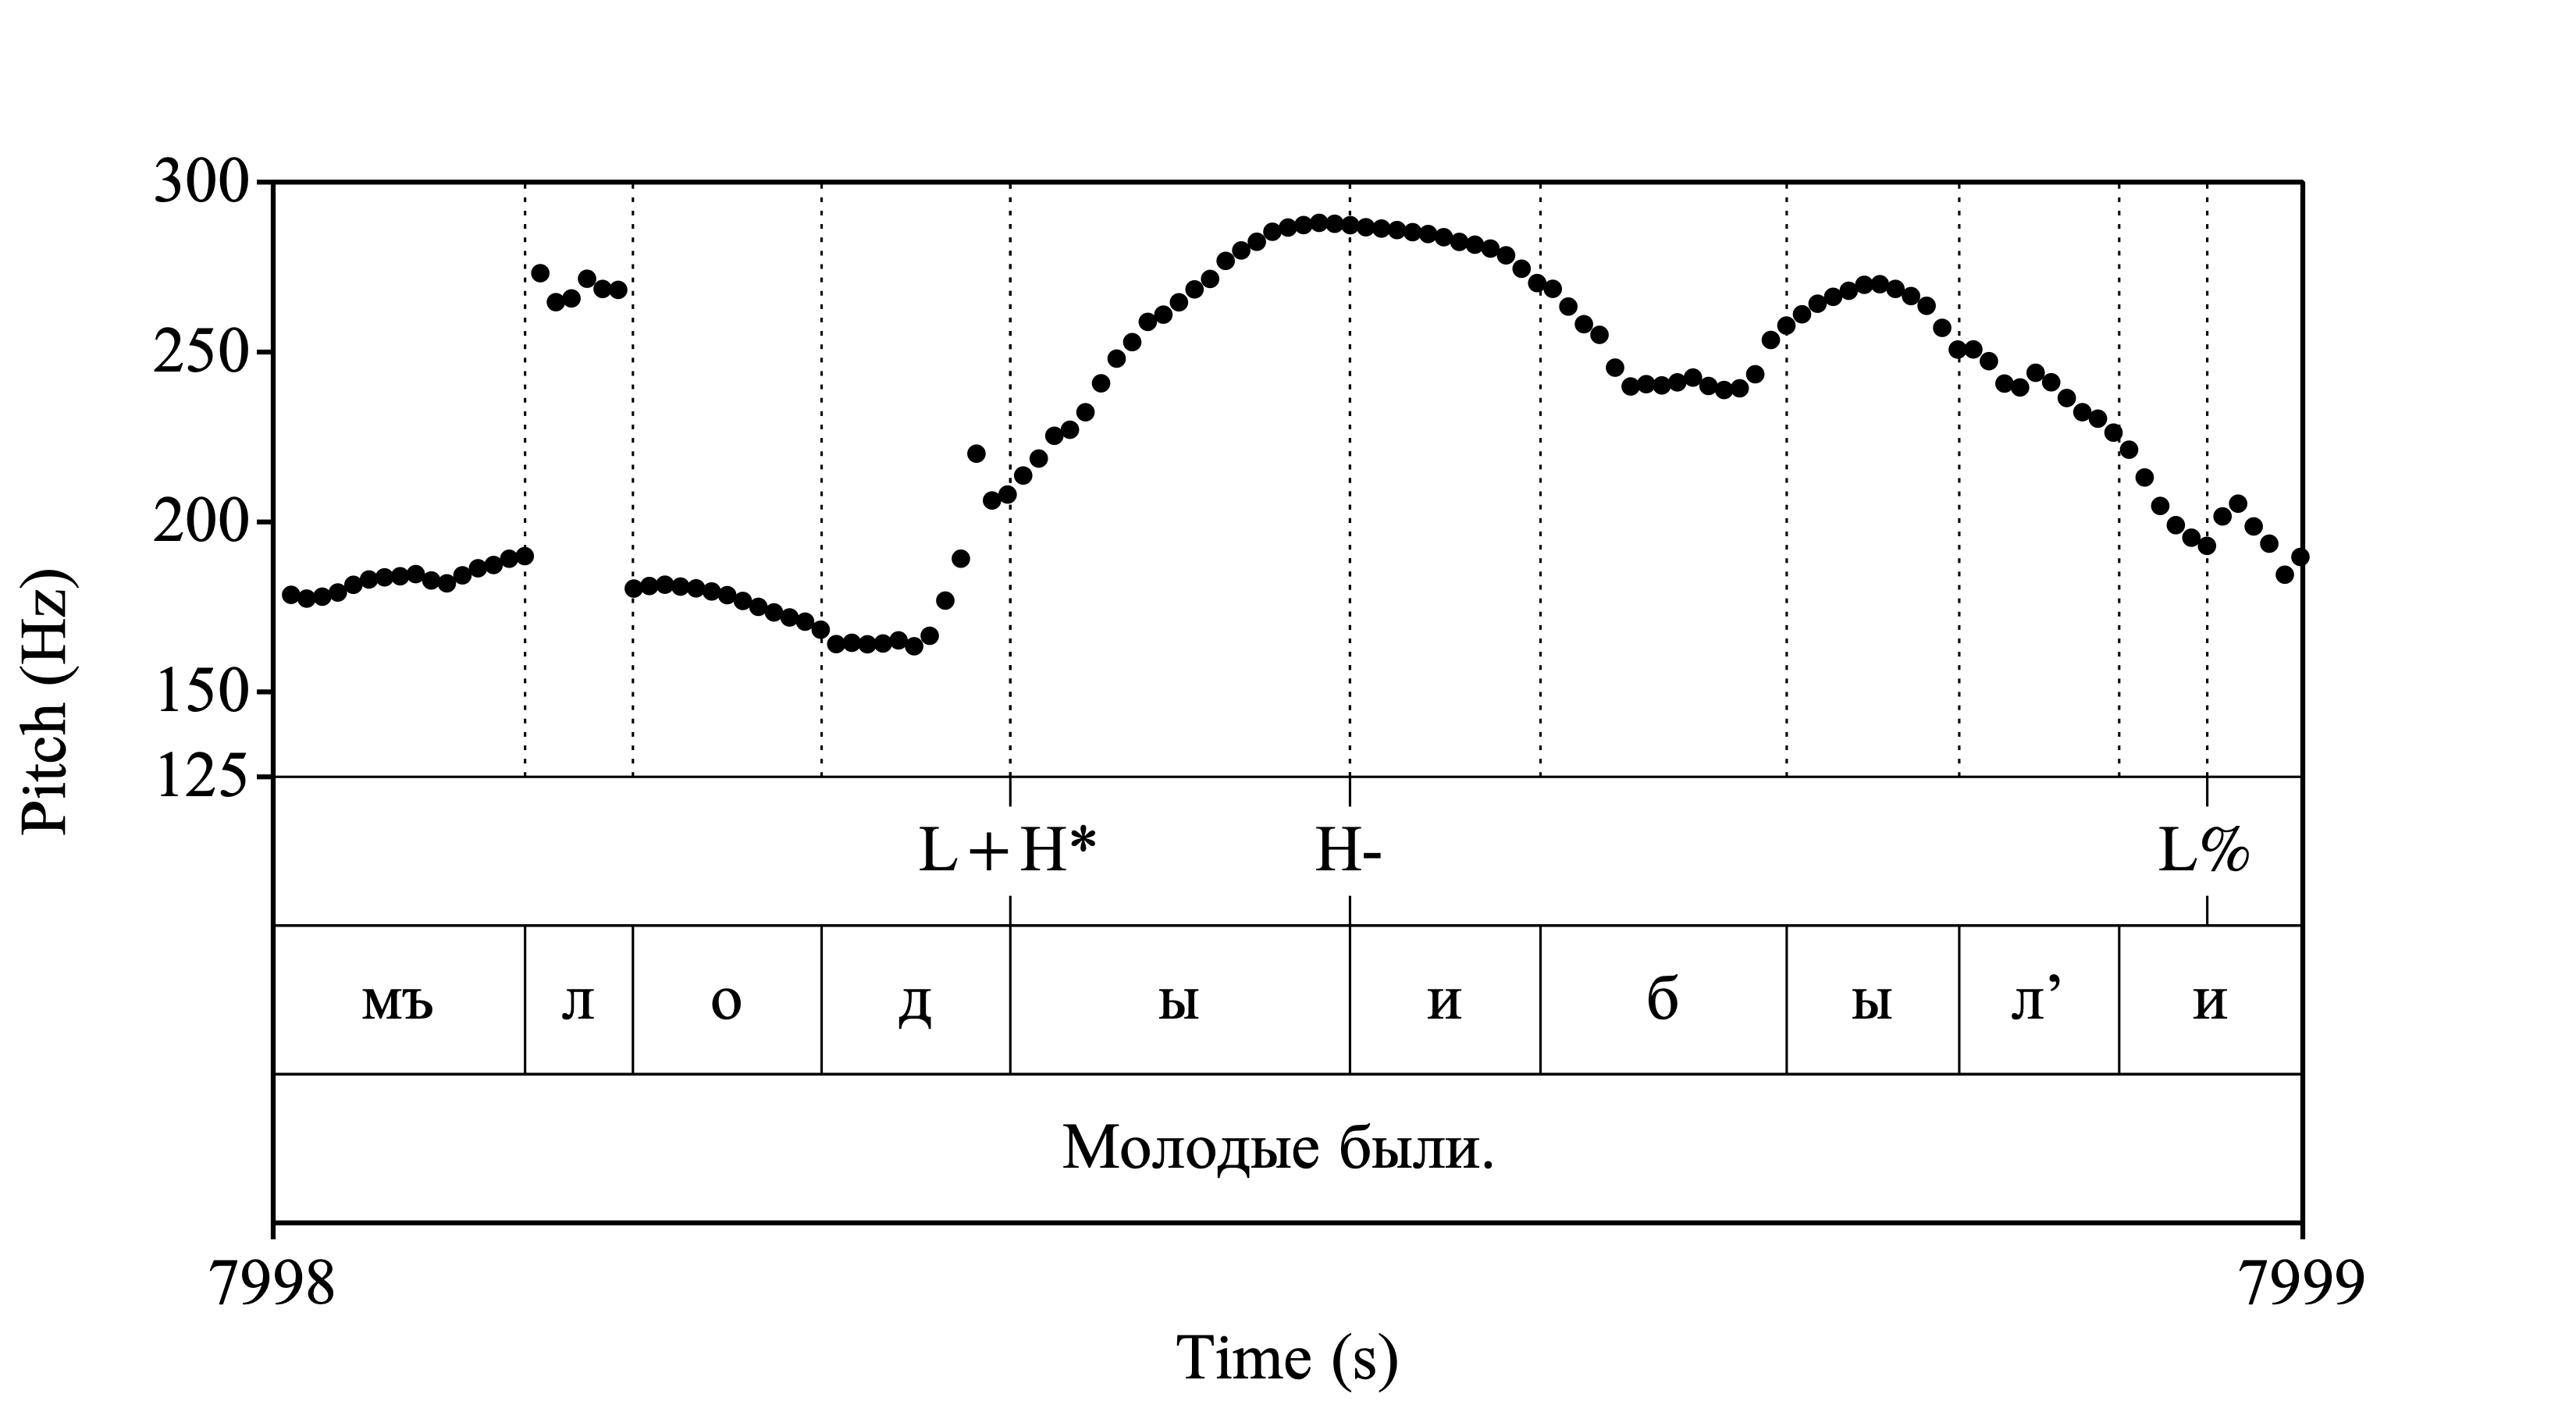 300
250
200
150
125
Pitch (Hz)
L+H* H- L%
мъ л о д ы и б ы л’ и
Молодые были.
7998 7999
Time (s)